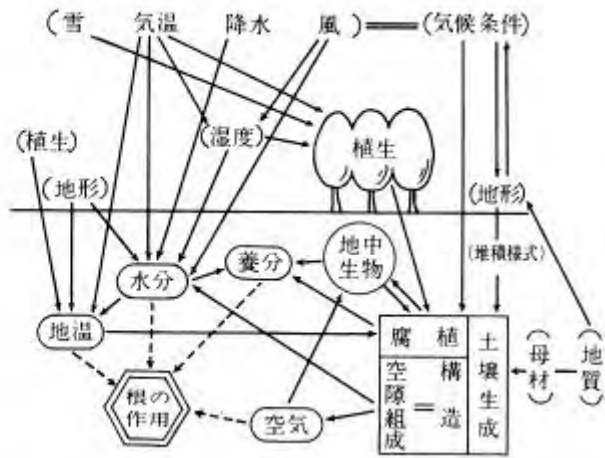 (雪 気温 降水 風) (気候条件)
(湿度)
植生
(植生)
(地形)
(地形)
(堆積様式)
水分
養分
地中
生物
地温
腐植
土壌生成
(母材)
(地質)
根の
作用
空気
空隙組成=構造